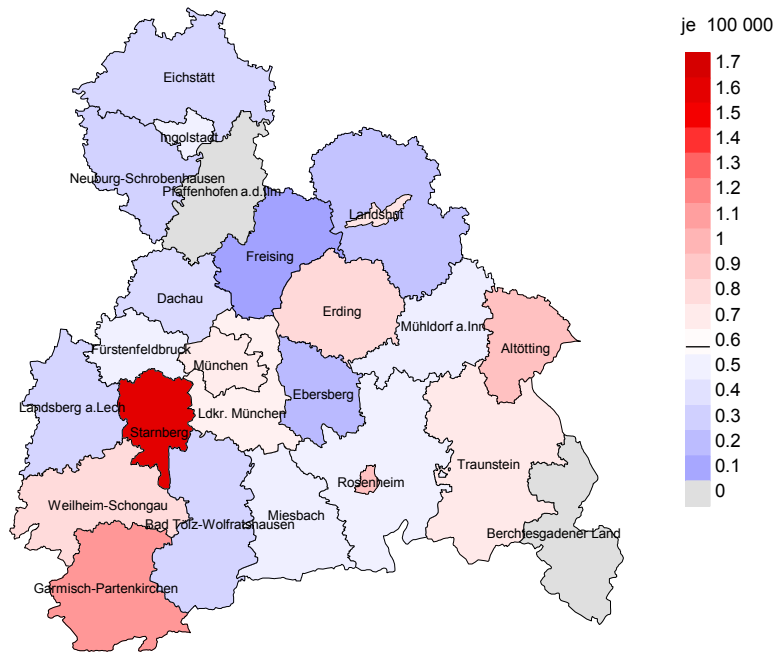 je 100 000
1.7
1.6
1.5
1.4
1.3
1.2
1.1
1
0.9
0.8
0.7
0.6
0.5
0.4
0.3
0.2
0.1
0
Eichstätt
Ingolstadt
Neuburg-Schrobenhausen
Pfaffenhofen a.d.Ilm
Landshut
Freising
Dachau
Erding
Mühldorf a.Inn
Altötting
Fürstenfeldbruck
München
Landsberg a.Lech
Ldkr. München
Ebersberg
Starnberg
Traunstein
Rosenheim
Weilheim-Schongau
Miesbach
Bad Tölz-Wolfratshausen
Berchtesgadener Land
Garmisch-Partenkirchen